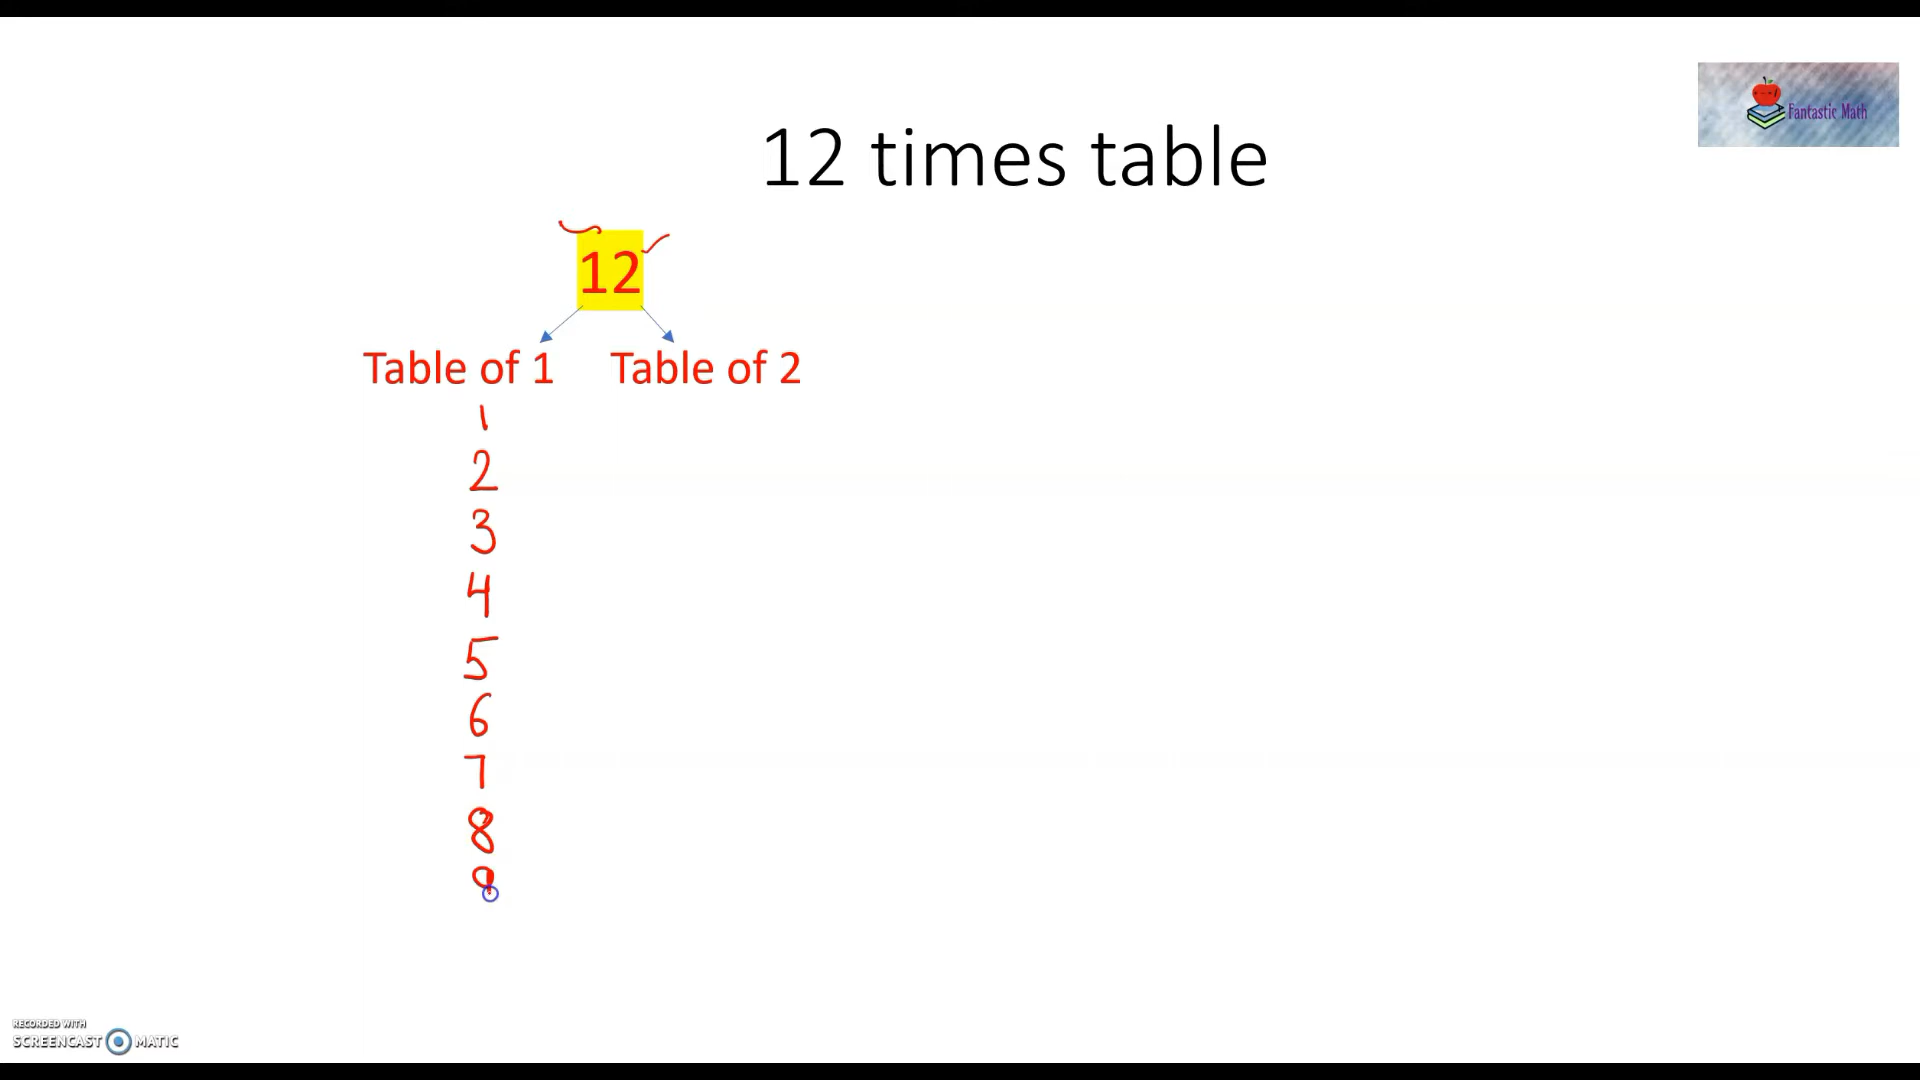 Fantastic Math
12 times table
12
Table of 1 Table of 2
1
2
3
4
5
6
7
8
9
RECORDED WITH
SCREENCAST MATIC